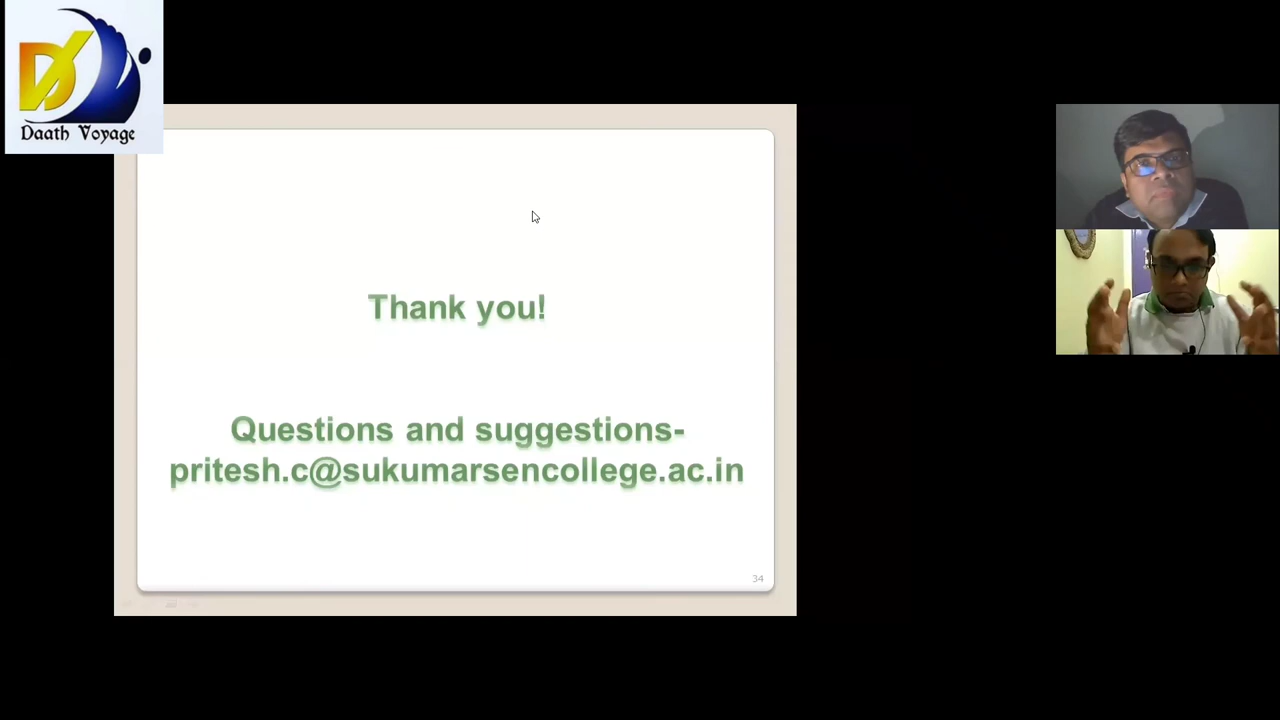 Daath Voyage
Thank you!
Questions and suggestions-
pritesh.c@sukumarsencollege.ac.in
34